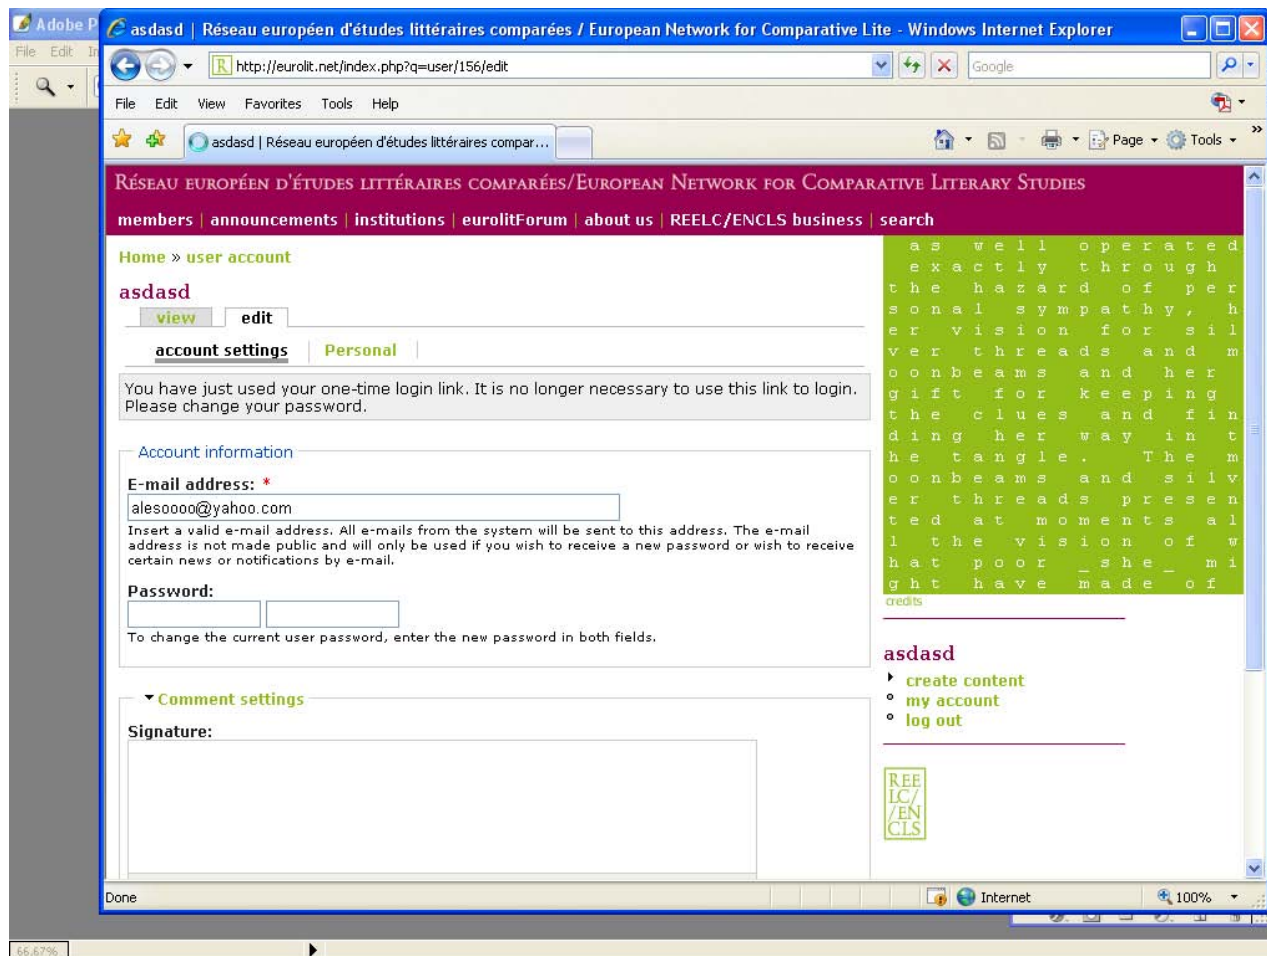 Adobe P
asdasd | Réseau européen d'études littéraires comparées / European Network for Comparative Lite - Windows Internet Explorer
File Edit
http://eurolit.net/index.php?q=user/156/edit
Google
File Edit View Favorites Tools Help
asdasd | Réseau européen d'études littéraires compar...
Page Tools »
Réseau européen d'études littéraires comparées/European Network for Comparative Literary Studies
members | announcements | institutions | eurolitForum | about us | REELC/ENCLS business | search
Home » user account
asdasd
view edit
account settings Personal
You have just used your one-time login link. It is no longer necessary to use this link to login.
Please change your password.
Account information
E-mail address: *
alesoooo@yahoo.com
Insert a valid e-mail address. All e-mails from the system will be sent to this address. The e-mail
address is not made public and will only be used if you wish to receive a new password or wish to receive
certain news or notifications by e-mail.
Password:
To change the current user password, enter the new password in both fields.
Comment settings
Signature:
as well operated
exactly through
the hazard of per
sonal sympathy, h
er vision for sil
ver threads and m
oonbeams and her
gift for keeping
the clues and fin
ding her way in t
he tangle. The m
oonbeams and silv
er threads presen
ted at moments al
l the vision of w
hat poor _she_ mi
ght have made of
credits
asdasd
create content
my account
log out
REE
LC/
/EN
CLS
Done
Internet
100%
66.67%